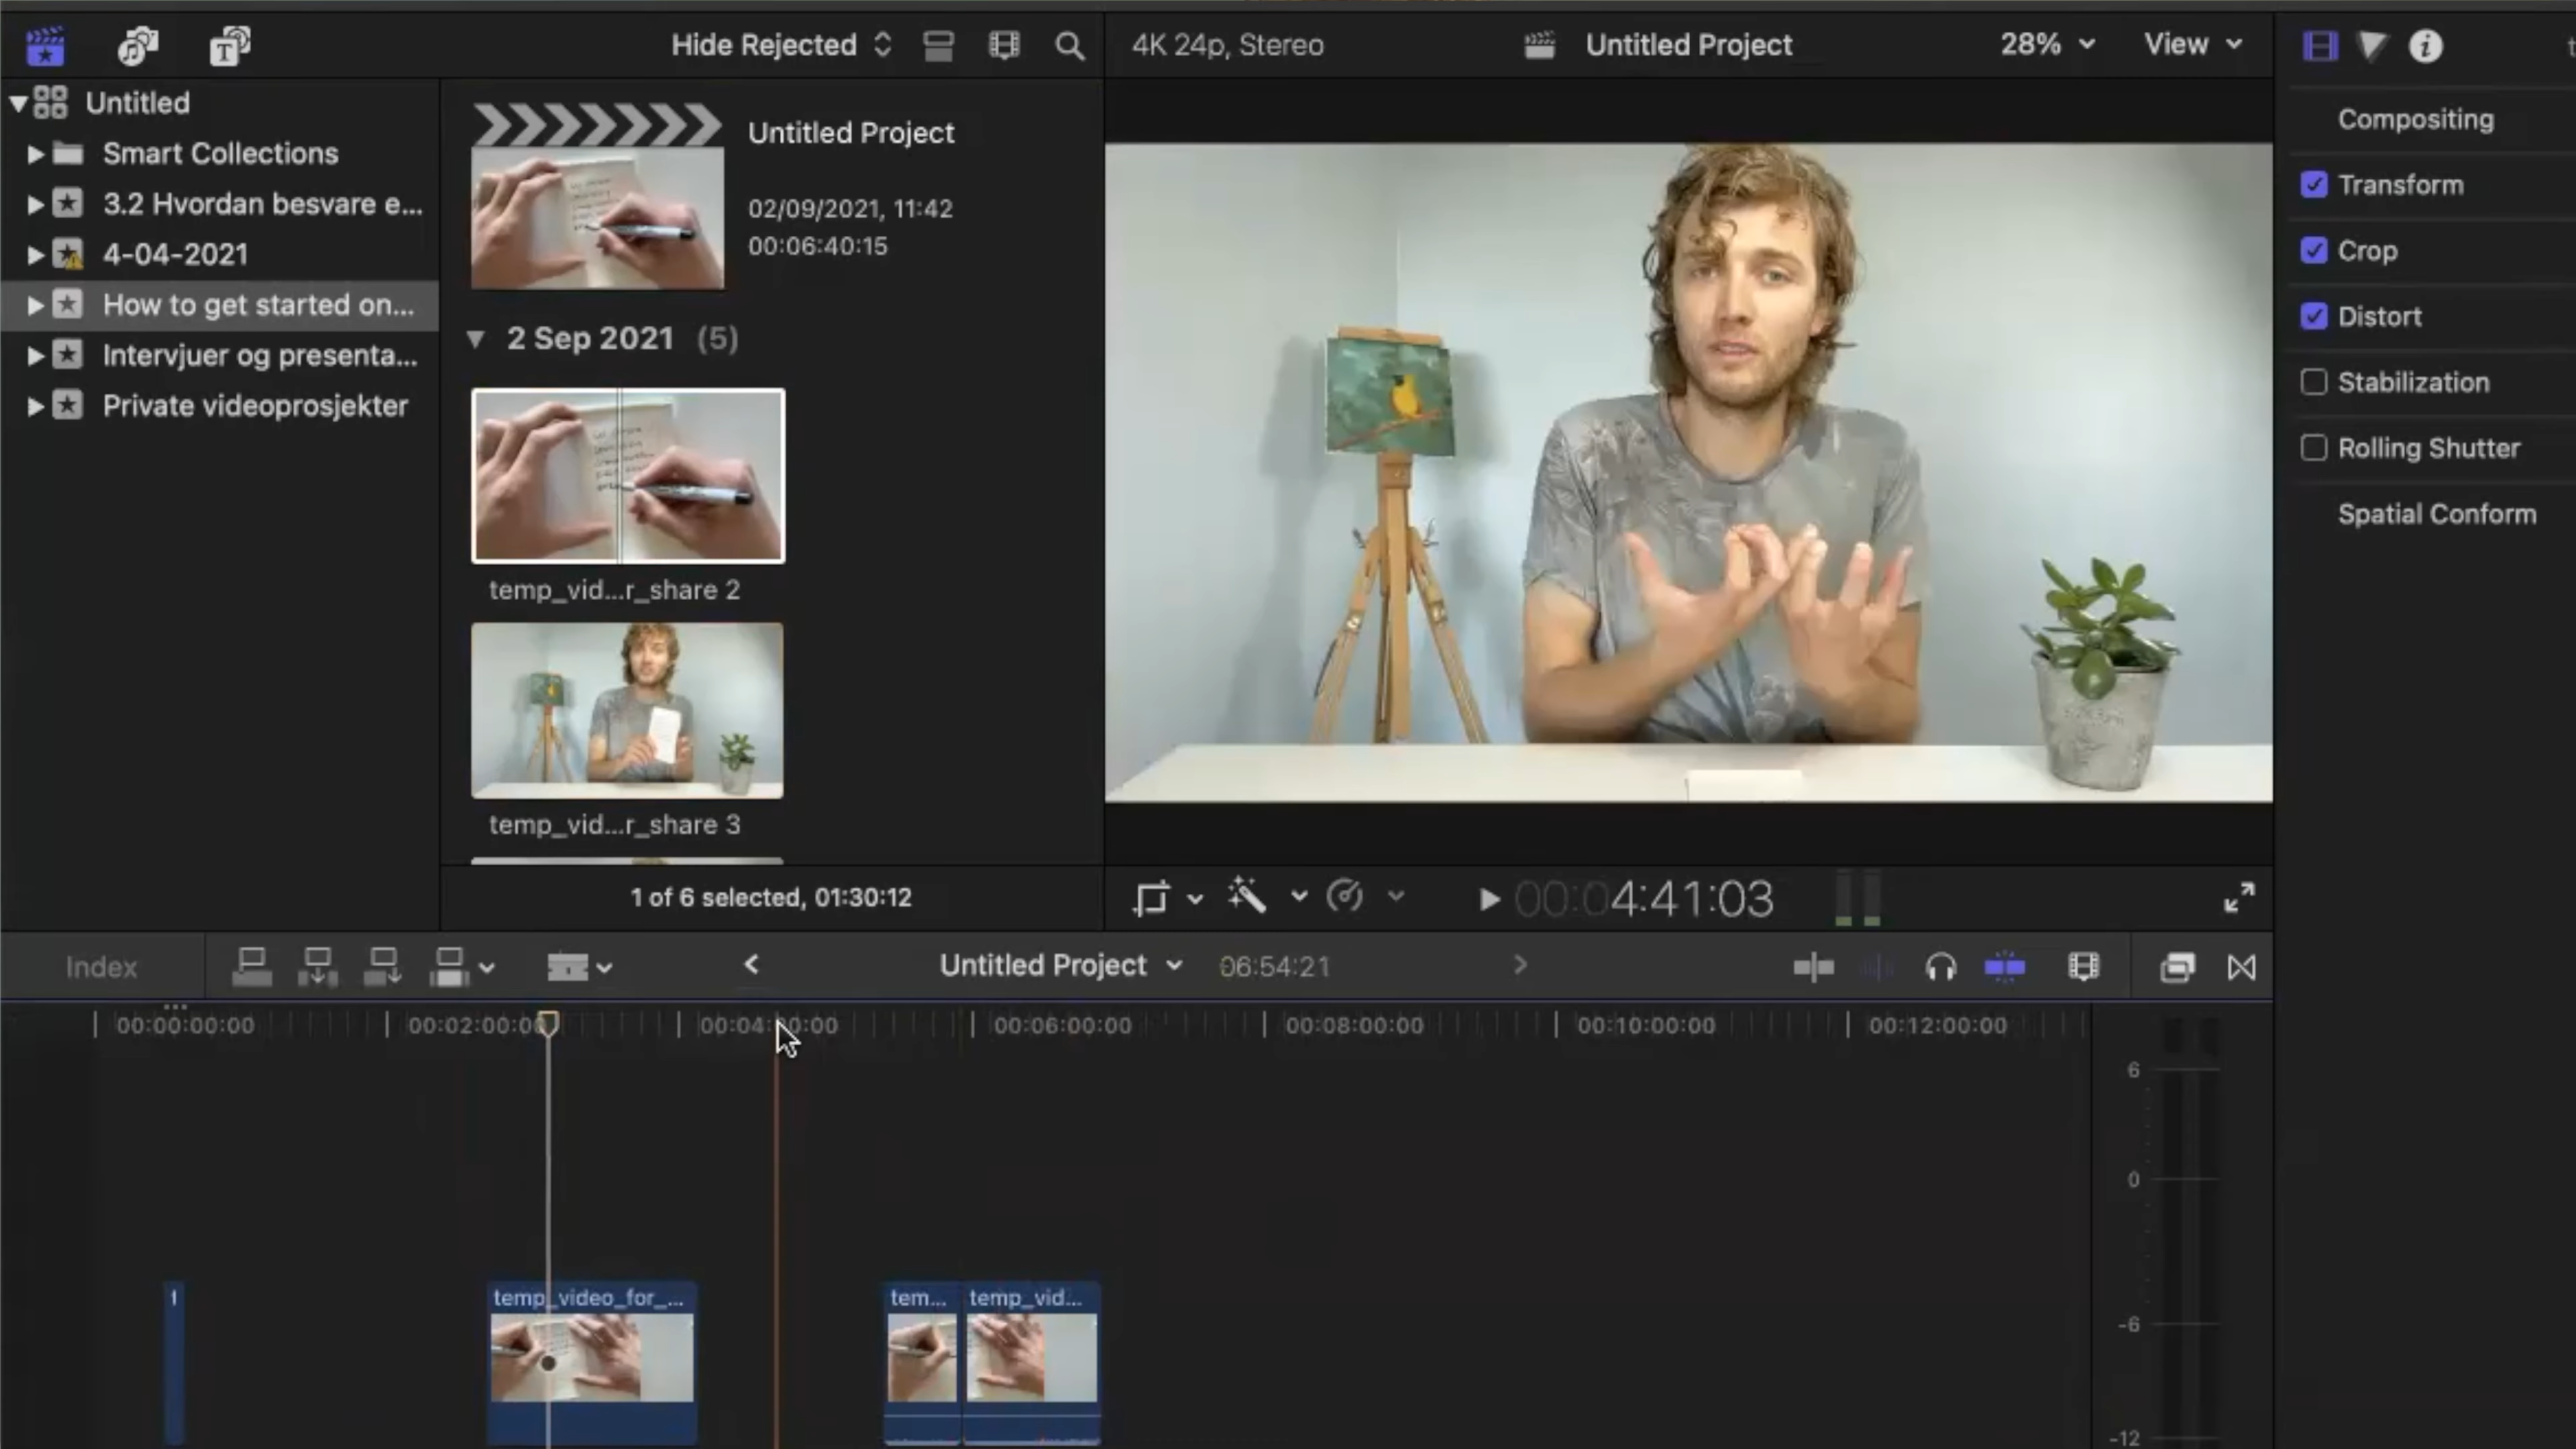 Hide Rejected
4K 24p, Stereo
Untitled Project
28%
View
Untitled
Smart Collections
3.2 Hvordan besvare e...
4-04-2021
How to get started on...
Intervjuer og presenta...
Private videoprosjekter
Untitled Project
02/09/2021, 11:42
00:06:40:15
2 Sep 2021 (5)
temp_vid...r_share 2
temp_vid...r_share 3
1 of 6 selected, 01:30:12
Compositing
Transform
Crop
Distort
Stabilization
Rolling Shutter
Spatial Conform
00:04:41:03
Index
Untitled Project
06:54:21
00:00:00:00
00:02:00:00
00:04:00:00
00:06:00:00
00:08:00:00
00:10:00:00
00:12:00:00
temp_video_for_...
tem...
temp_vid...
6
0
-6
-12